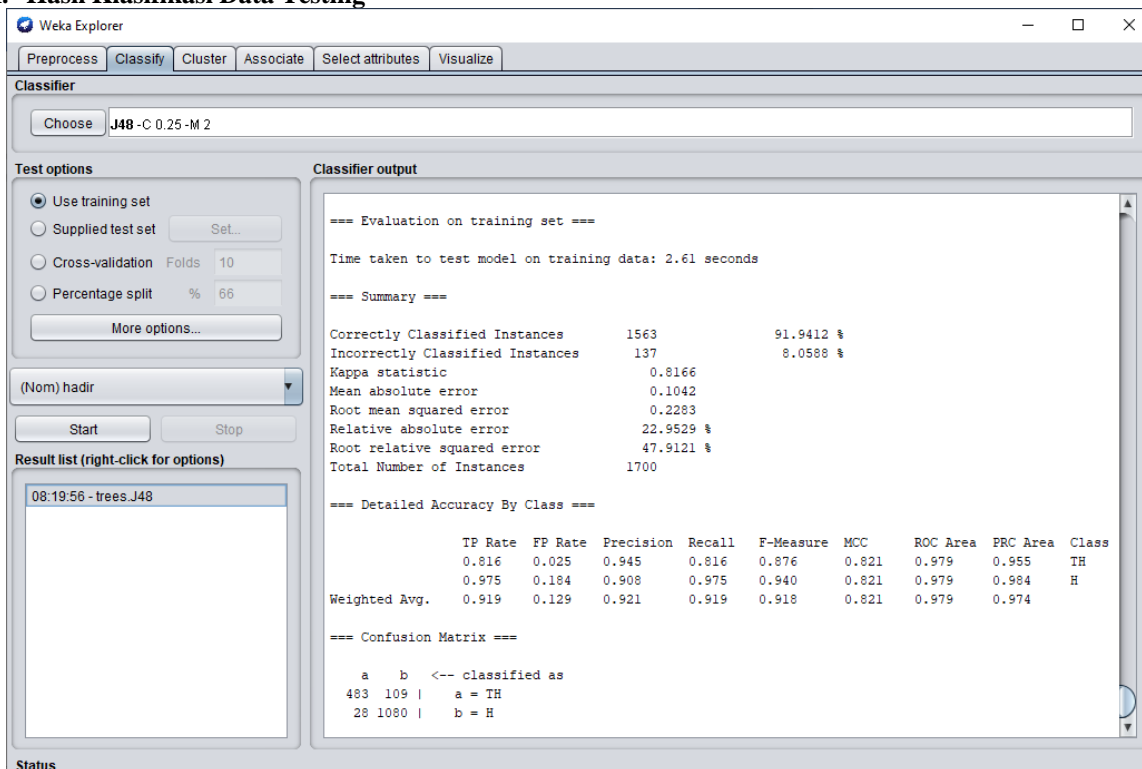 Hasil Klasifikasi Data Testing
Weka Explorer
Preprocess Classify Cluster Associate Select attributes Visualize
Classifier
Choose J48 -C 0.25 -M 2
Test options
Use training set
Supplied test set Set...
Cross-validation Folds 10
Percentage split % 66
More options...
(Nom) hadir
Start Stop
Result list (right-click for options)
08:19:56 - trees.J48
Classifier output
=== Evaluation on training set ===
Time taken to test model on training data: 2.61 seconds
=== Summary ===
Correctly Classified Instances 1563 91.9412 %
Incorrectly Classified Instances 137 8.0588 %
Kappa statistic 0.8166
Mean absolute error 0.1042
Root mean squared error 0.2283
Relative absolute error 22.9529 %
Root relative squared error 47.9121 %
Total Number of Instances 1700
=== Detailed Accuracy By Class ===
TP Rate FP Rate Precision Recall F-Measure MCC ROC Area PRC Area Class
0.816 0.025 0.945 0.816 0.876 0.821 0.979 0.955 TH
0.975 0.184 0.908 0.975 0.940 0.821 0.979 0.984 H
Weighted Avg. 0.919 0.129 0.921 0.919 0.918 0.821 0.979 0.974
=== Confusion Matrix ===
a b <-- classified as
483 109 | a = TH
28 1080 | b = H
Status